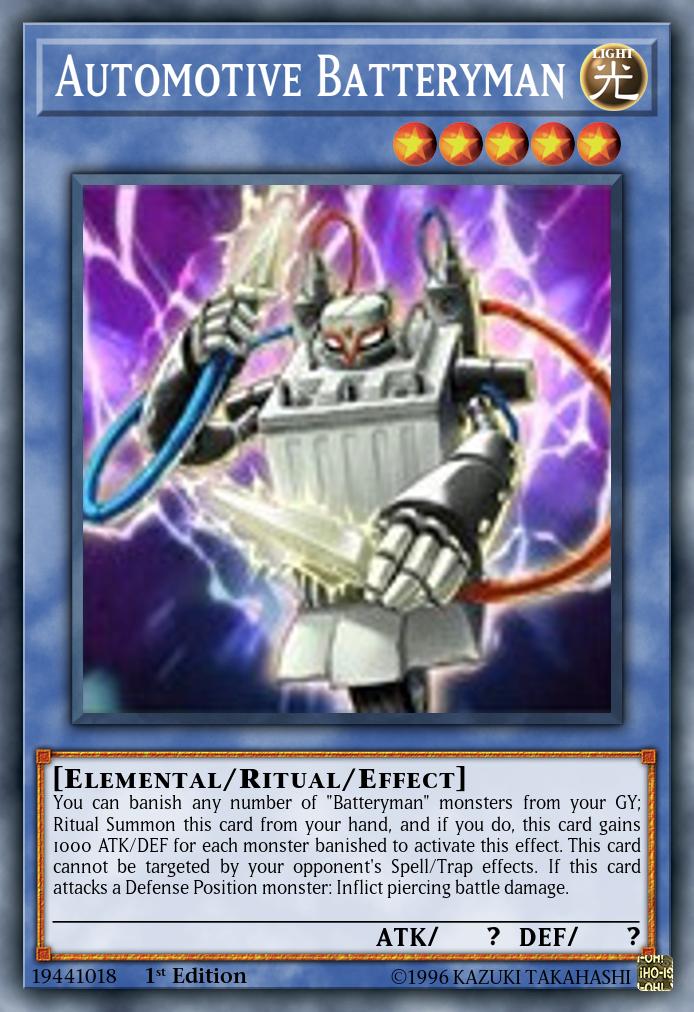 Automotive Batteryman
LIGHT
光
[Elemental/Ritual/Effect]
You can banish any number of "Batteryman" monsters from your GY;
Ritual Summon this card from your hand, and if you do, this card gains
1000 ATK/DEF for each monster banished to activate this effect. This card
cannot be targeted by your opponent's Spell/Trap effects. If this card
attacks a Defense Position monster: Inflict piercing battle damage.
ATK/ ? DEF/ ?
19441018 1st Edition ©1996 KAZUKI TAKAHASHI